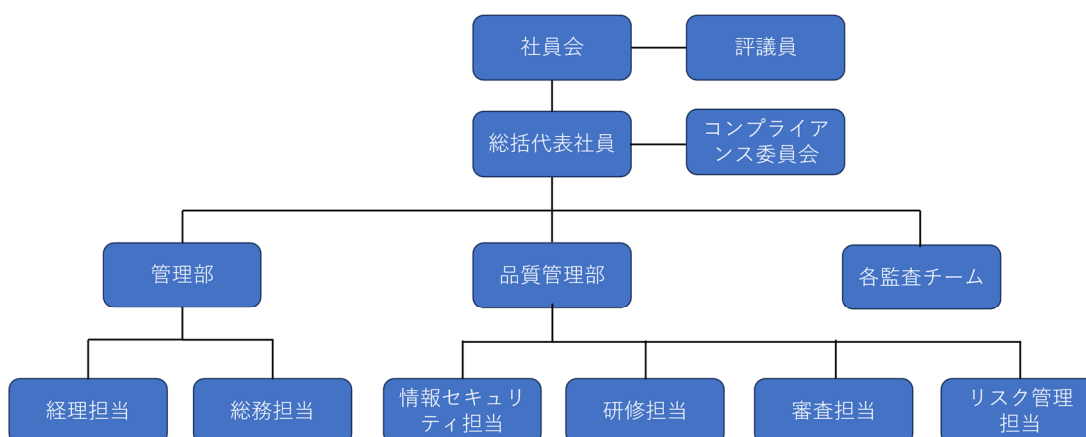 社員会
評議員
総括代表社員
コンプライア
ンス委員会
管理部
品質管理部
各監査チーム
経理担当
総務担当
情報セキュリ
ティ担当
研修担当
審査担当
リスク管理
担当